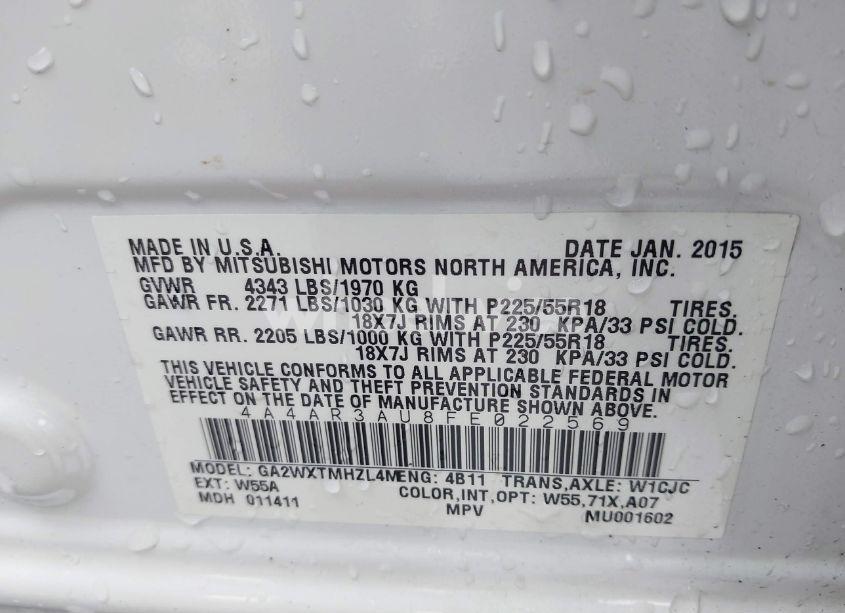 MADE IN U.S.A. DATE JAN. 2015
MFD BY MITSUBISHI MOTORS NORTH AMERICA, INC.
GVWR 4343 LBS/1970 KG
GAWR FR. 2271 LBS/1030 KG WITH P225/55R18 TIRES.
18X7J RIMS AT 230 KPA/33 PSI COLD.
GAWR RR. 2205 LBS/1000 KG WITH P225/55R18 TIRES.
18X7J RIMS AT 230 KPA/33 PSI COLD.
THIS VEHICLE CONFORMS TO ALL APPLICABLE FEDERAL MOTOR
VEHICLE SAFETY AND THEFT PREVENTION STANDARDS IN
EFFECT ON THE DATE OF MANUFACTURE SHOWN ABOVE.
4A4AR3AU8FE022569
MODEL: GA2WXTMHZL4M ENG: 4B11 TRANS,AXLE: W1CJC
EXT: W55A COLOR,INT,OPT: W55,71X,A07
MDH 011411 MPV MU001602